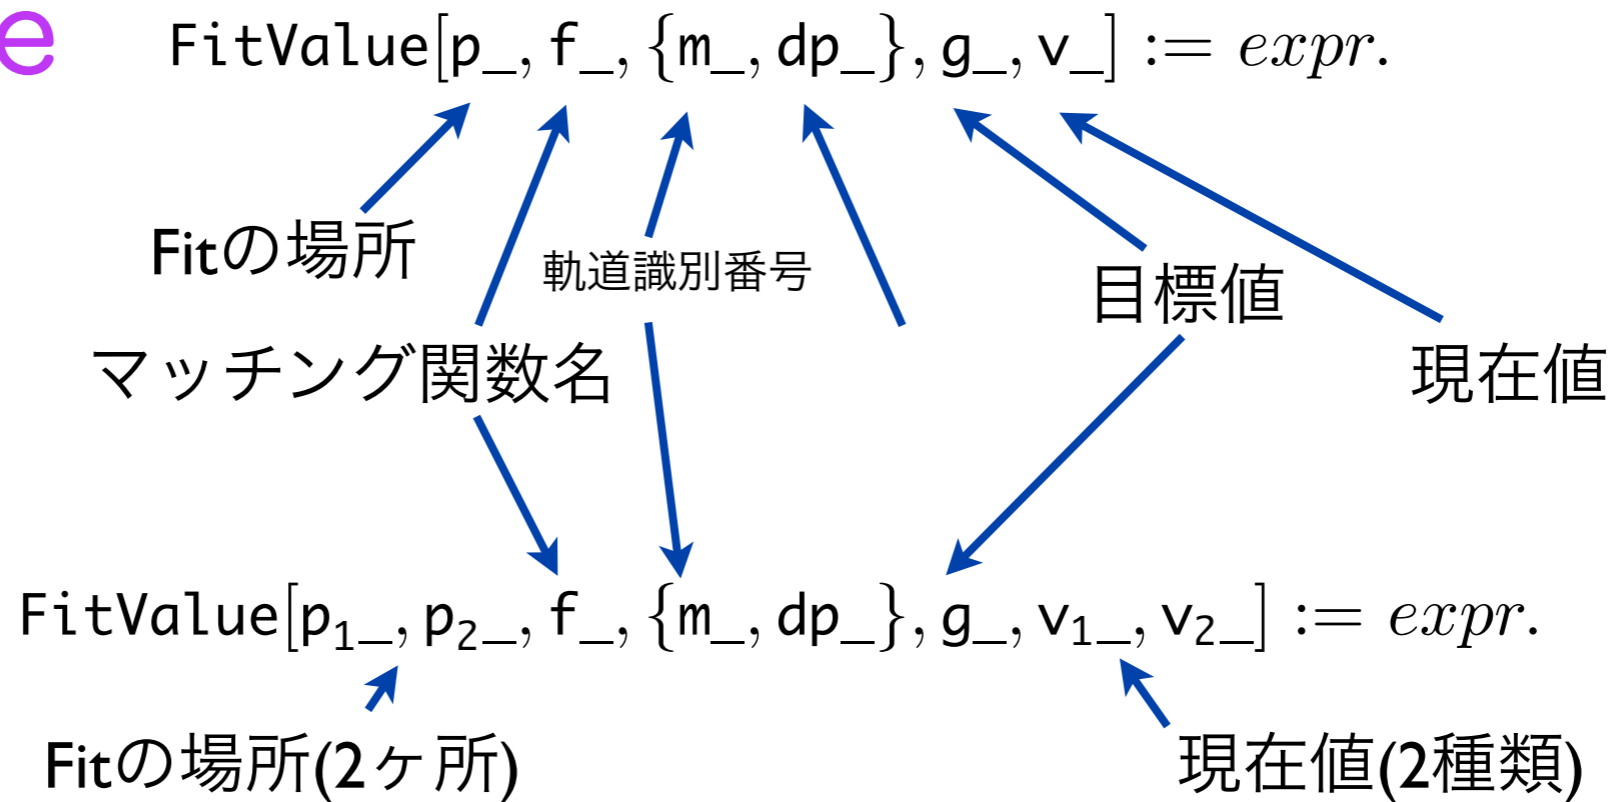 e FitValue[p_, f_, {m_, dp_}, g_, v_] := expr.
Fitの場所
軌道識別番号
目標値
マッチング関数名
現在値
FitValue[p₁_, p₂_, f_, {m_, dp_}, g_, v₁_, v₂_] := expr.
Fitの場所(2ヶ所)
現在値(2種類)